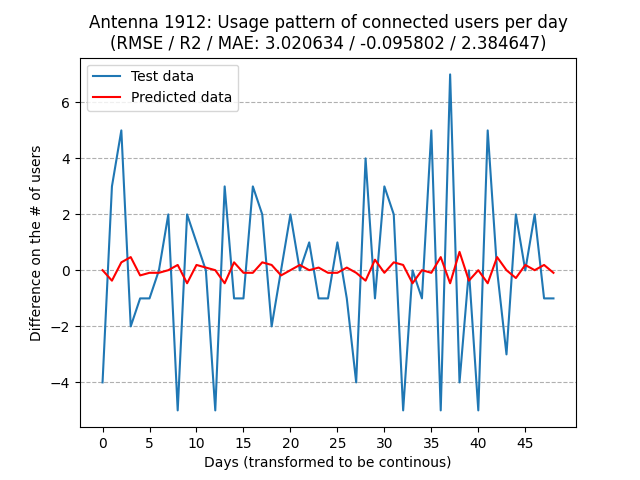 Antenna 1912: Usage pattern of connected users per day
(RMSE / R2 / MAE: 3.020634 / -0.095802 / 2.384647)
Test data
Predicted data
Difference on the # of users
6
4
2
0
−2
−4
0 5 10 15 20 25 30 35 40 45
Days (transformed to be continous)